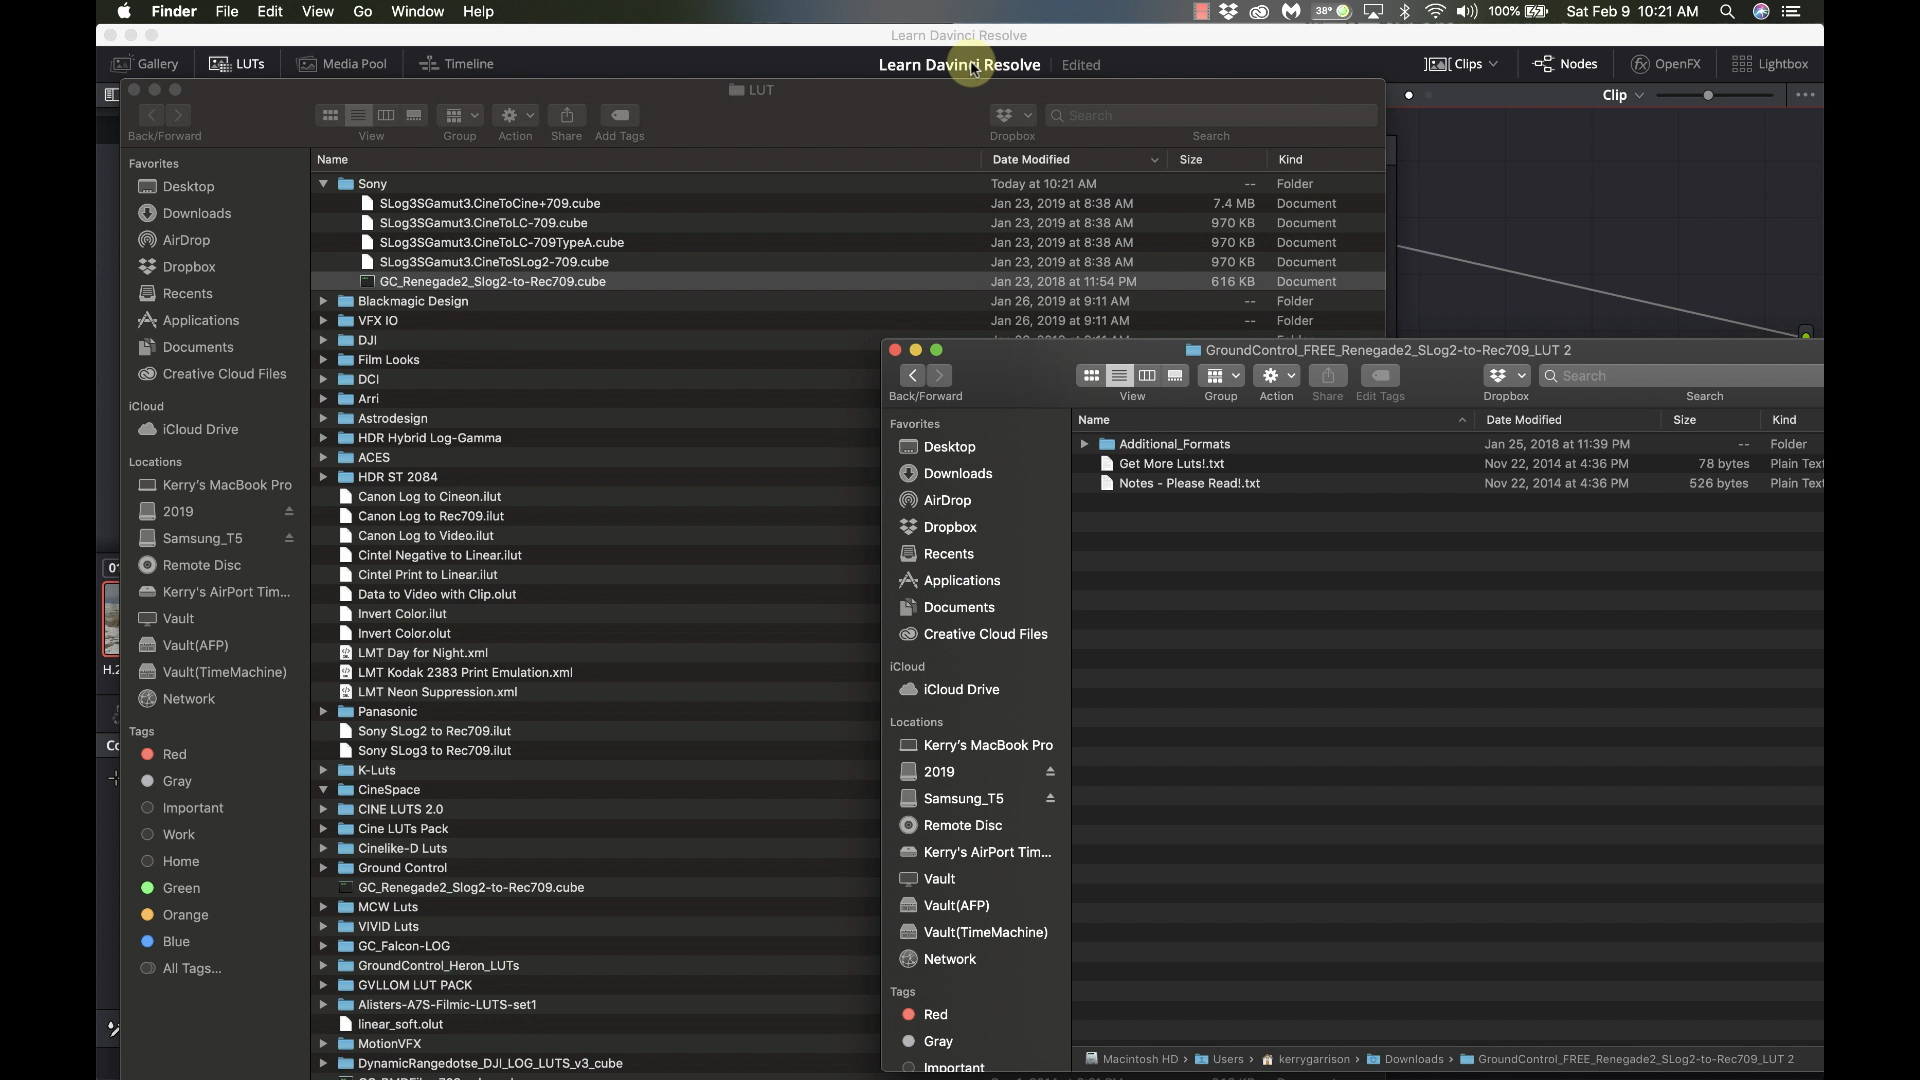 Finder File Edit View Go Window Help 38° 100% Sat Feb 9 10:21 AM
Learn Davinci Resolve
Gallery LUTs Media Pool Timeline Learn Davinci Resolve Edited Clips Nodes OpenFX Lightbox
LUT
Clip
Back/Forward View Group Action Share Add Tags Dropbox Search
Search
Favorites
Desktop
Downloads
AirDrop
Dropbox
Recents
Applications
Documents
Creative Cloud Files
iCloud
iCloud Drive
Locations
Kerry's MacBook Pro
2019
Samsung_T5
Remote Disc
Kerry's AirPort Tim...
Vault
Vault(AFP)
Vault(TimeMachine)
Network
Tags
Red
Gray
Important
Work
Home
Green
Orange
Blue
All Tags...
Name Date Modified Size Kind
Sony Today at 10:21 AM -- Folder
SLog3SGamut3.CineToCine+709.cube Jan 23, 2019 at 8:38 AM 7.4 MB Document
SLog3SGamut3.CineToLC-709.cube Jan 23, 2019 at 8:38 AM 970 KB Document
SLog3SGamut3.CineToLC-709TypeA.cube Jan 23, 2019 at 8:38 AM 970 KB Document
SLog3SGamut3.CineToSLog2-709.cube Jan 23, 2019 at 8:38 AM 970 KB Document
GC_Renegade2_Slog2-to-Rec709.cube Jan 23, 2018 at 11:54 PM 616 KB Document
Blackmagic Design Jan 26, 2019 at 9:11 AM -- Folder
VFX IO Jan 26, 2019 at 9:11 AM -- Folder
DJI
Film Looks
DCI
Arri
Astrodesign
HDR Hybrid Log-Gamma
ACES
HDR ST 2084
Canon Log to Cineon.ilut
Canon Log to Rec709.ilut
Canon Log to Video.ilut
Cintel Negative to Linear.ilut
Cintel Print to Linear.ilut
Data to Video with Clip.olut
Invert Color.ilut
Invert Color.olut
LMT Day for Night.xml
LMT Kodak 2383 Print Emulation.xml
LMT Neon Suppression.xml
Panasonic
Sony SLog2 to Rec709.ilut
Sony SLog3 to Rec709.ilut
K-Luts
CineSpace
CINE LUTS 2.0
Cine LUTs Pack
Cinelike-D Luts
Ground Control
GC_Renegade2_Slog2-to-Rec709.cube
MCW Luts
VIVID Luts
GC_Falcon-LOG
GroundControl_Heron_LUTs
GVLLOM LUT PACK
Alisters-A7S-Filmic-LUTS-set1
linear_soft.olut
MotionVFX
DynamicRangedotse_DJI_LOG_LUTS_v3_cube
GroundControl_FREE_Renegade2_SLog2-to-Rec709_LUT 2
Search
Back/Forward View Group Action Share Edit Tags Dropbox Search
Favorites
Desktop
Downloads
AirDrop
Dropbox
Recents
Applications
Documents
Creative Cloud Files
iCloud
iCloud Drive
Locations
Kerry's MacBook Pro
2019
Samsung_T5
Remote Disc
Kerry's AirPort Tim...
Vault
Vault(AFP)
Vault(TimeMachine)
Network
Tags
Red
Gray
Important
Name Date Modified Size Kind
Additional_Formats Jan 25, 2018 at 11:39 PM -- Folder
Get More Luts!.txt Nov 22, 2014 at 4:36 PM 78 bytes Plain Text
Notes - Please Read!.txt Nov 22, 2014 at 4:36 PM 526 bytes Plain Text
Macintosh HD › Users › kerrygarrison › Downloads › GroundControl_FREE_Renegade2_SLog2-to-Rec709_LUT 2